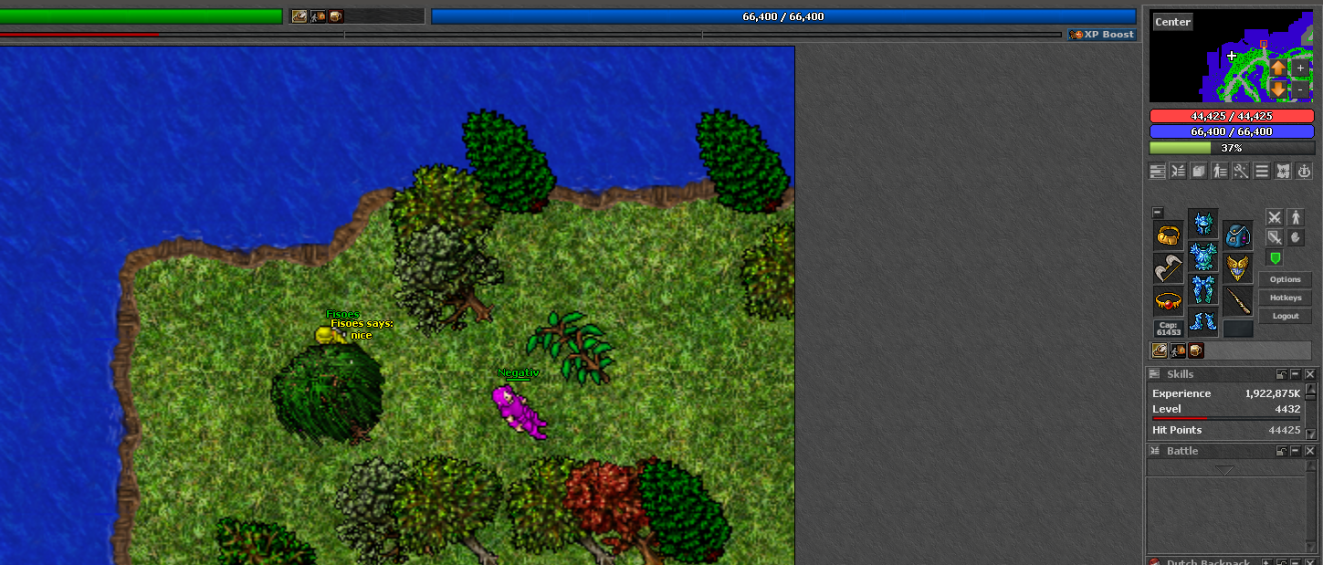 66,400 / 66,400
XP Boost
Center
+
-
44,425 / 44,425
66,400 / 66,400
37%
Options
Hotkeys
Logout
Cap:
61453
Fisoes
Fisoes says:
nice
Negativ
Skills
Experience 1,922,875K
Level 4432
Hit Points 44425
Battle
Dutch Backpack